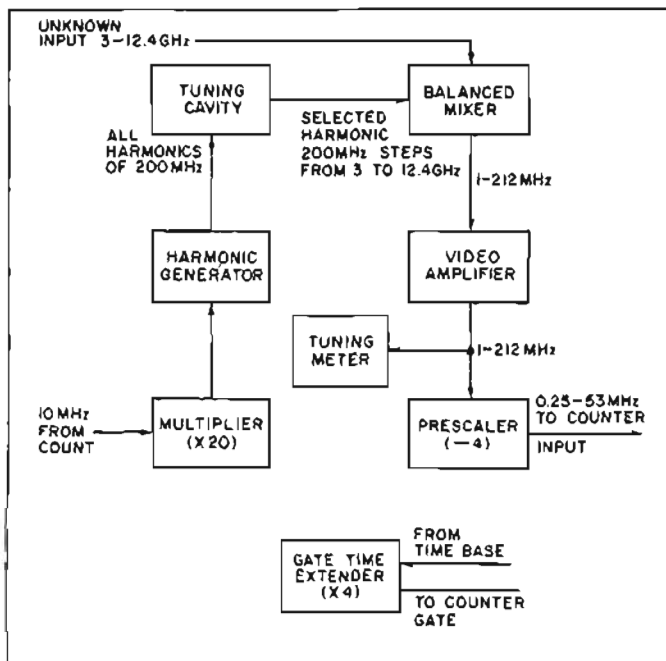 UNKNOWN
INPUT 3-12.4GHz
TUNING
CAVITY
BALANCED
MIXER
SELECTED
HARMONIC
200MHz STEPS
FROM 3 TO 12.4GHz
ALL
HARMONICS
OF 200MHz
1-212MHz
HARMONIC
GENERATOR
VIDEO
AMPLIFIER
TUNING
METER
1-212MHz
10MHz
FROM
COUNT
MULTIPLIER
(X20)
PRESCALER
(-4)
0.25-53MHz
TO COUNTER
INPUT
GATE TIME
EXTENDER
(X4)
FROM
TIME BASE
TO COUNTER
GATE